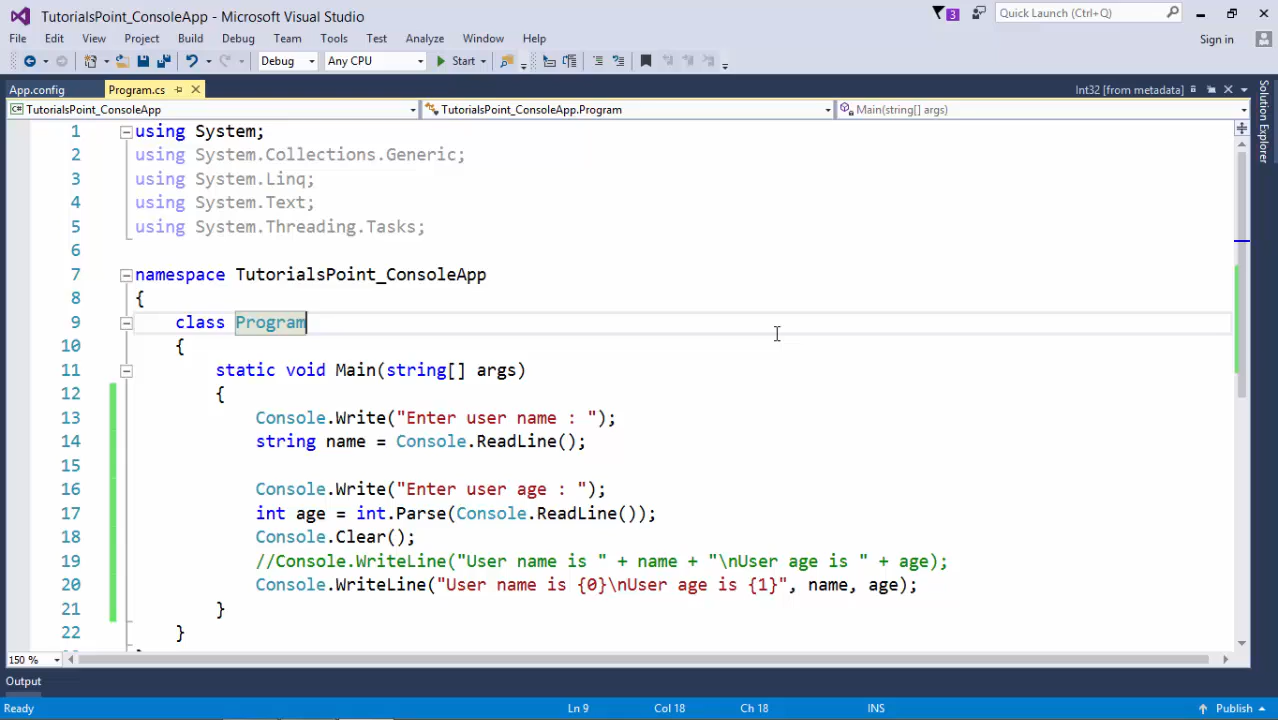 TutorialsPoint_ConsoleApp - Microsoft Visual Studio
3
Quick Launch (Ctrl+Q)
File Edit View Project Build Debug Team Tools Test Analyze Window Help
Sign in
Debug Any CPU Start
App.config Program.cs Int32 [from metadata]
TutorialsPoint_ConsoleApp TutorialsPoint_ConsoleApp.Program Main(string[] args)
Solution Explorer
1 using System;
2 using System.Collections.Generic;
3 using System.Linq;
4 using System.Text;
5 using System.Threading.Tasks;
6
7 namespace TutorialsPoint_ConsoleApp
8 {
9 class Program
10 {
11 static void Main(string[] args)
12 {
13 Console.Write("Enter user name : ");
14 string name = Console.ReadLine();
15
16 Console.Write("Enter user age : ");
17 int age = int.Parse(Console.ReadLine());
18 Console.Clear();
19 //Console.WriteLine("User name is " + name + "\nUser age is " + age);
20 Console.WriteLine("User name is {0}\nUser age is {1}", name, age);
21 }
22 }
150 %
Output
Ready Ln 9 Col 18 Ch 18 INS Publish